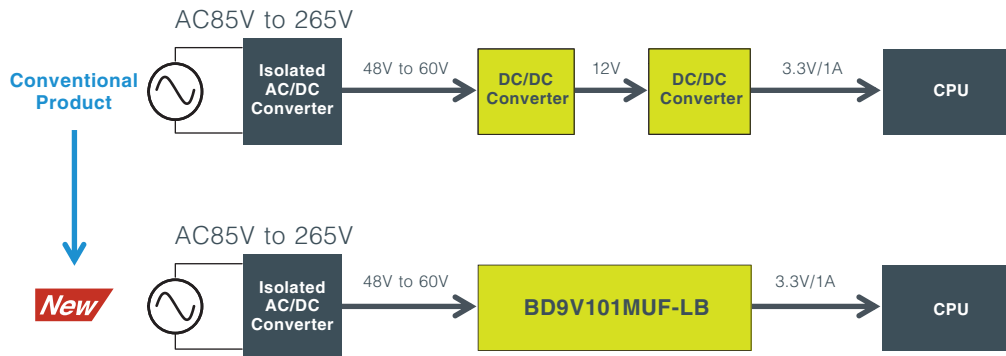 AC85V to 265V
Conventional
Product
Isolated
AC/DC
Converter
48V to 60V
DC/DC
Converter
12V
DC/DC
Converter
3.3V/1A
CPU
AC85V to 265V
New
Isolated
AC/DC
Converter
48V to 60V
BD9V101MUF-LB
3.3V/1A
CPU